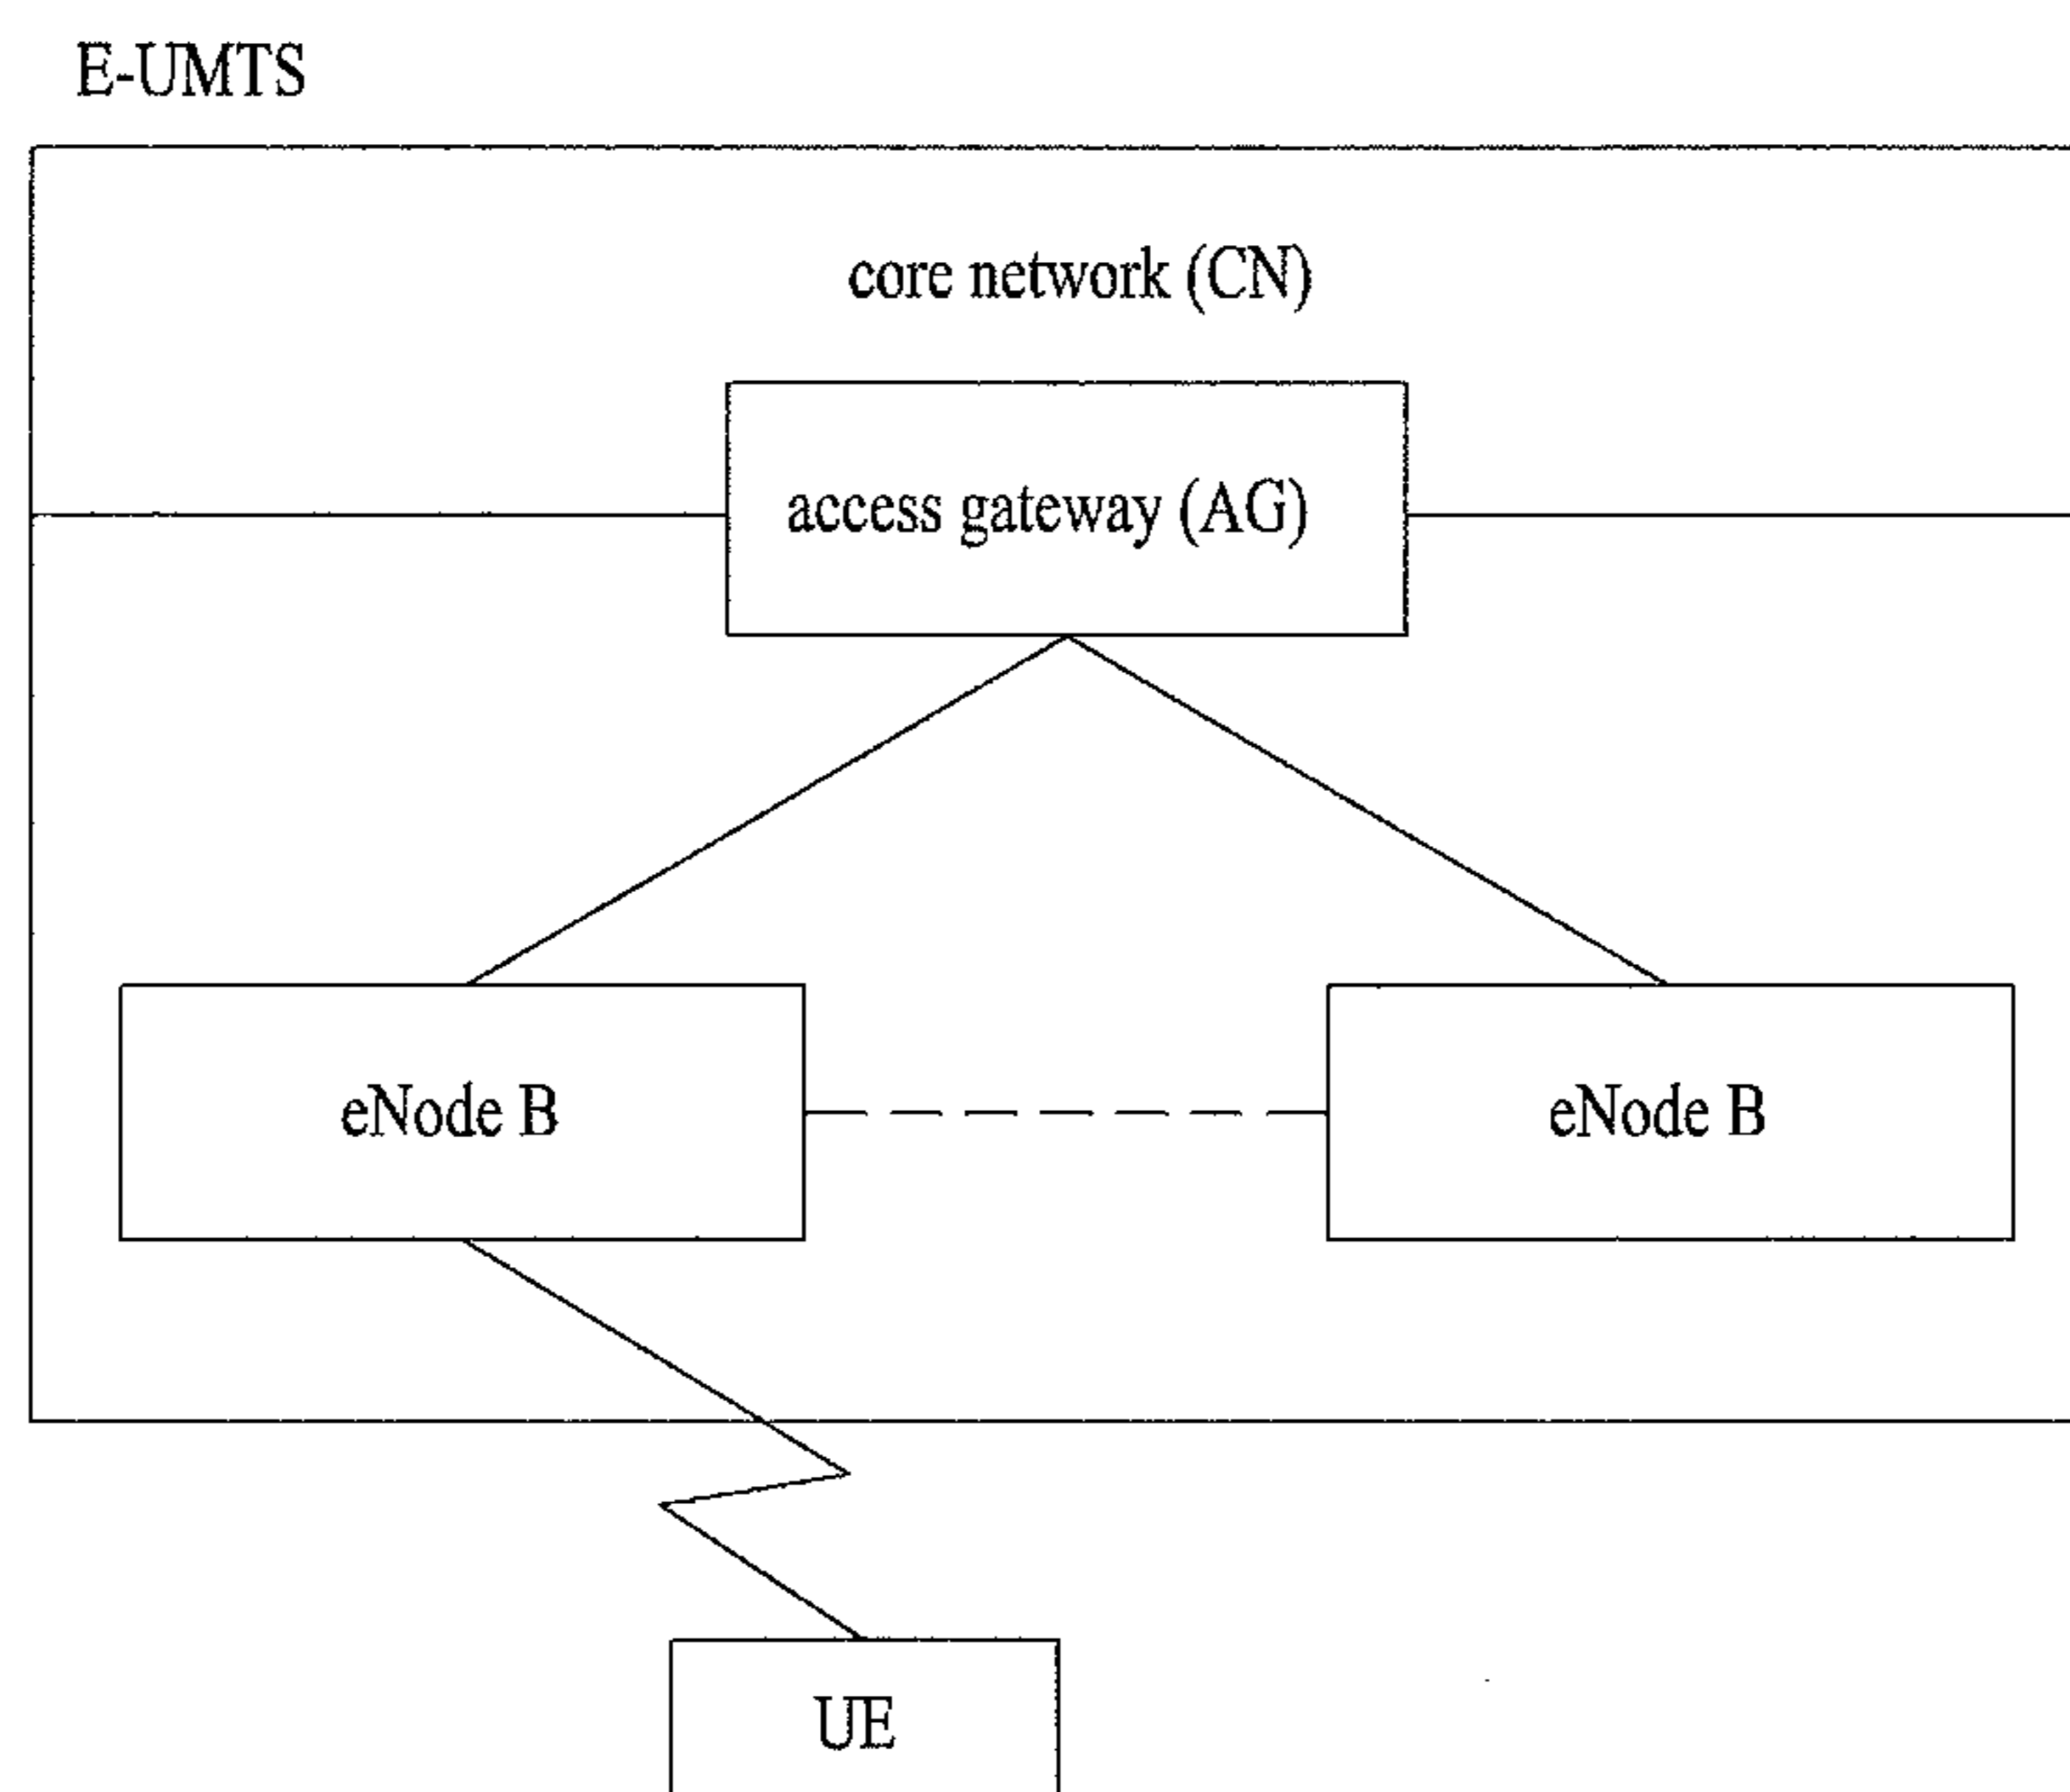 E-UMTS
core network (CN)
access gateway (AG)
eNode B
eNode B
UE